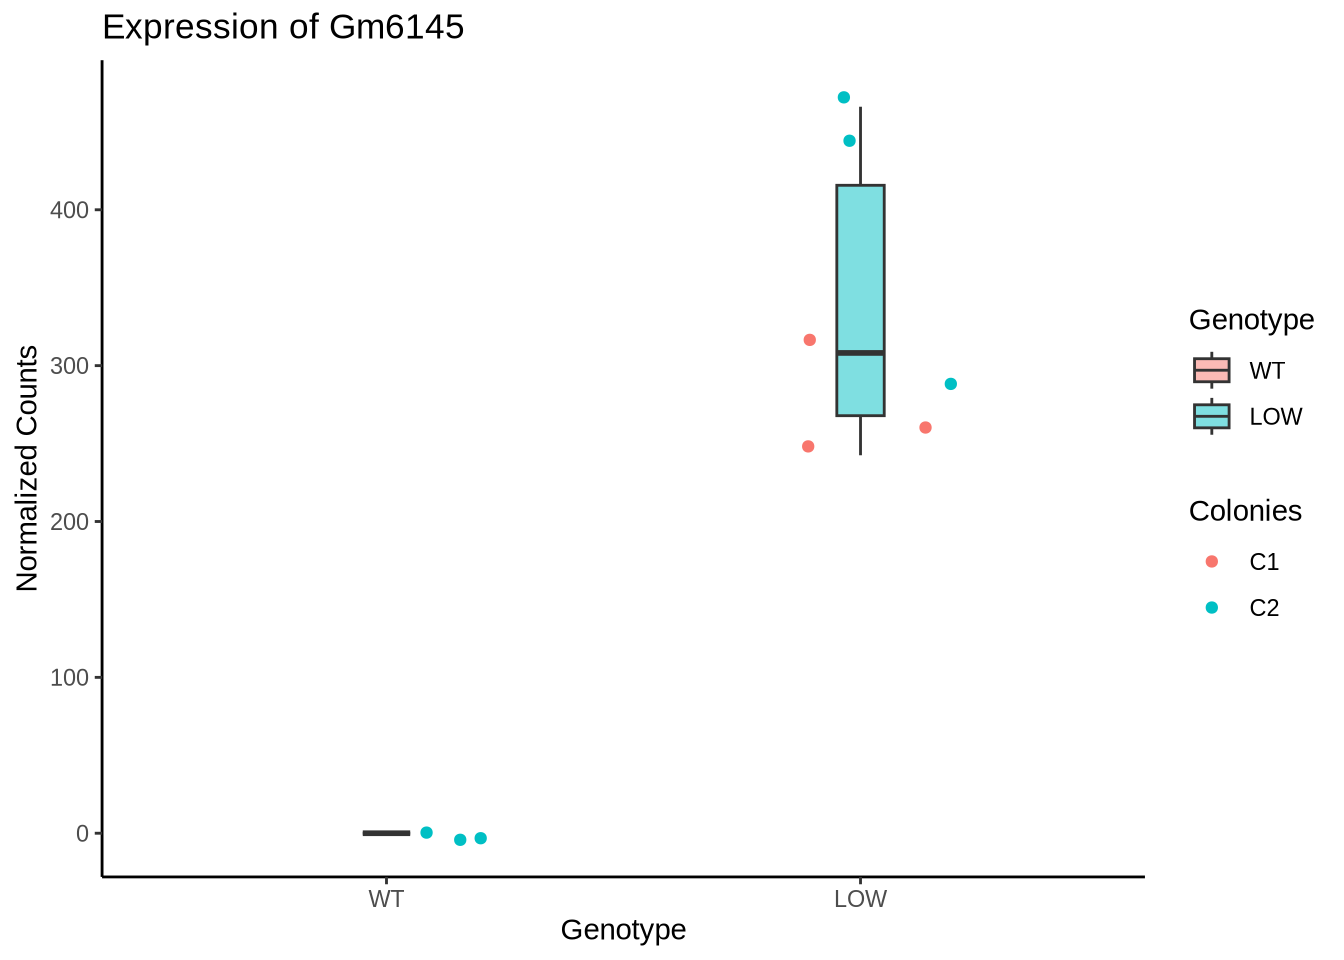 Expression of Gm6145
Normalized Counts
400
300
200
100
0
WT
LOW
Genotype
Genotype
WT
LOW
Colonies
C1
C2